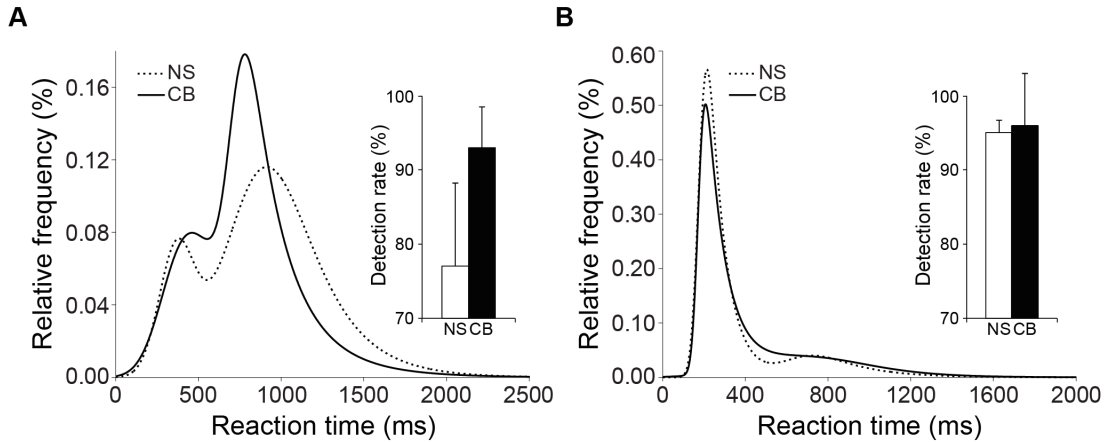 A
Relative frequency (%)
0.16
0.12
0.08
0.04
0.00
0
500
1000
1500
2000
2500
Reaction time (ms)
NS
CB
Detection rate (%)
100
90
80
70
NS CB
B
Relative frequency (%)
0.60
0.50
0.40
0.30
0.20
0.10
0.00
0
400
800
1200
1600
2000
Reaction time (ms)
NS
CB
Detection rate (%)
100
90
80
70
NS CB